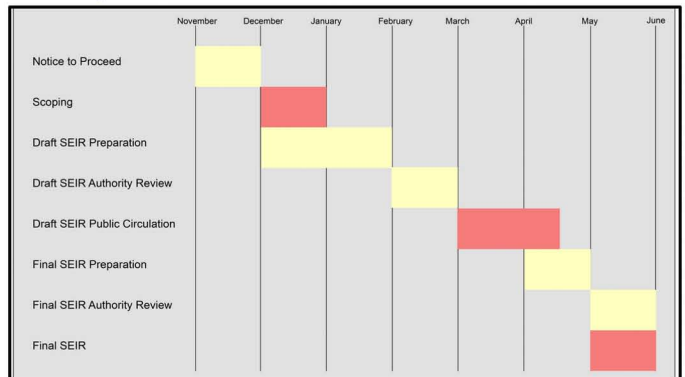 November December January February March April May June
Notice to Proceed
Scoping
Draft SEIR Preparation
Draft SEIR Authority Review
Draft SEIR Public Circulation
Final SEIR Preparation
Final SEIR Authority Review
Final SEIR